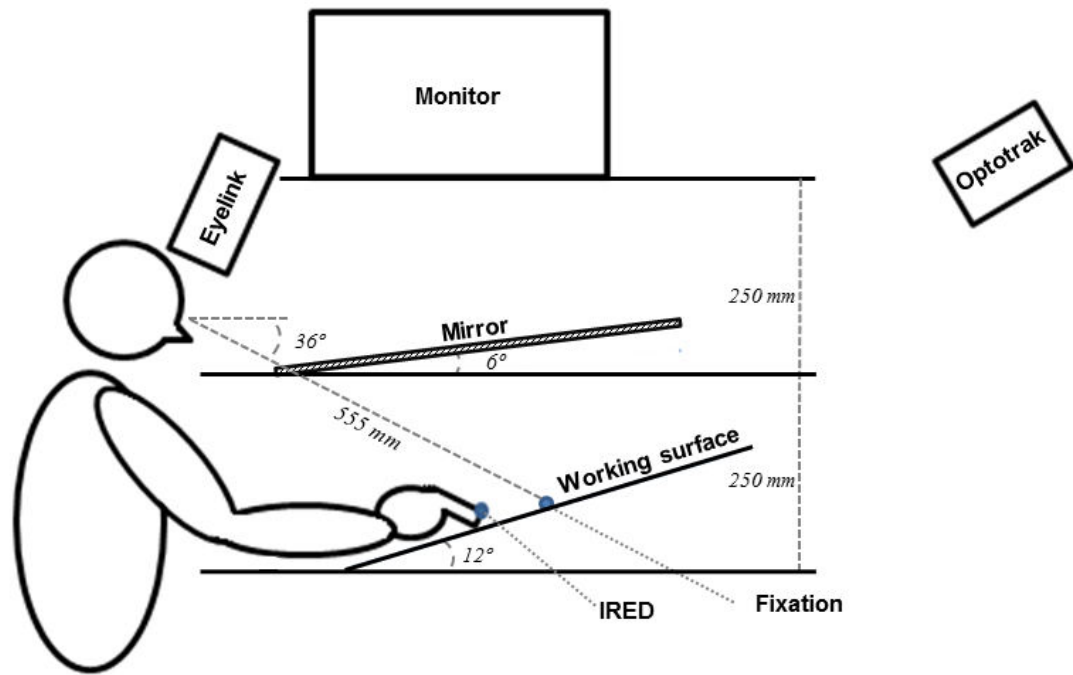 Monitor
Eyelink
Optotrak
250 mm
36°
Mirror
6°
555 mm
Working surface
250 mm
12°
IRED
Fixation